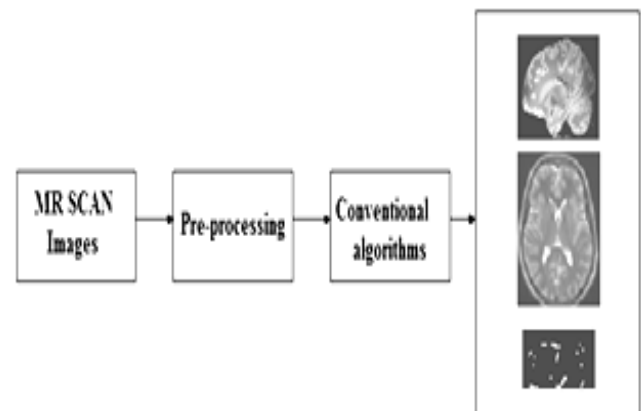 MR SCAN
Images
Pre-processing
Conventional
algorithms